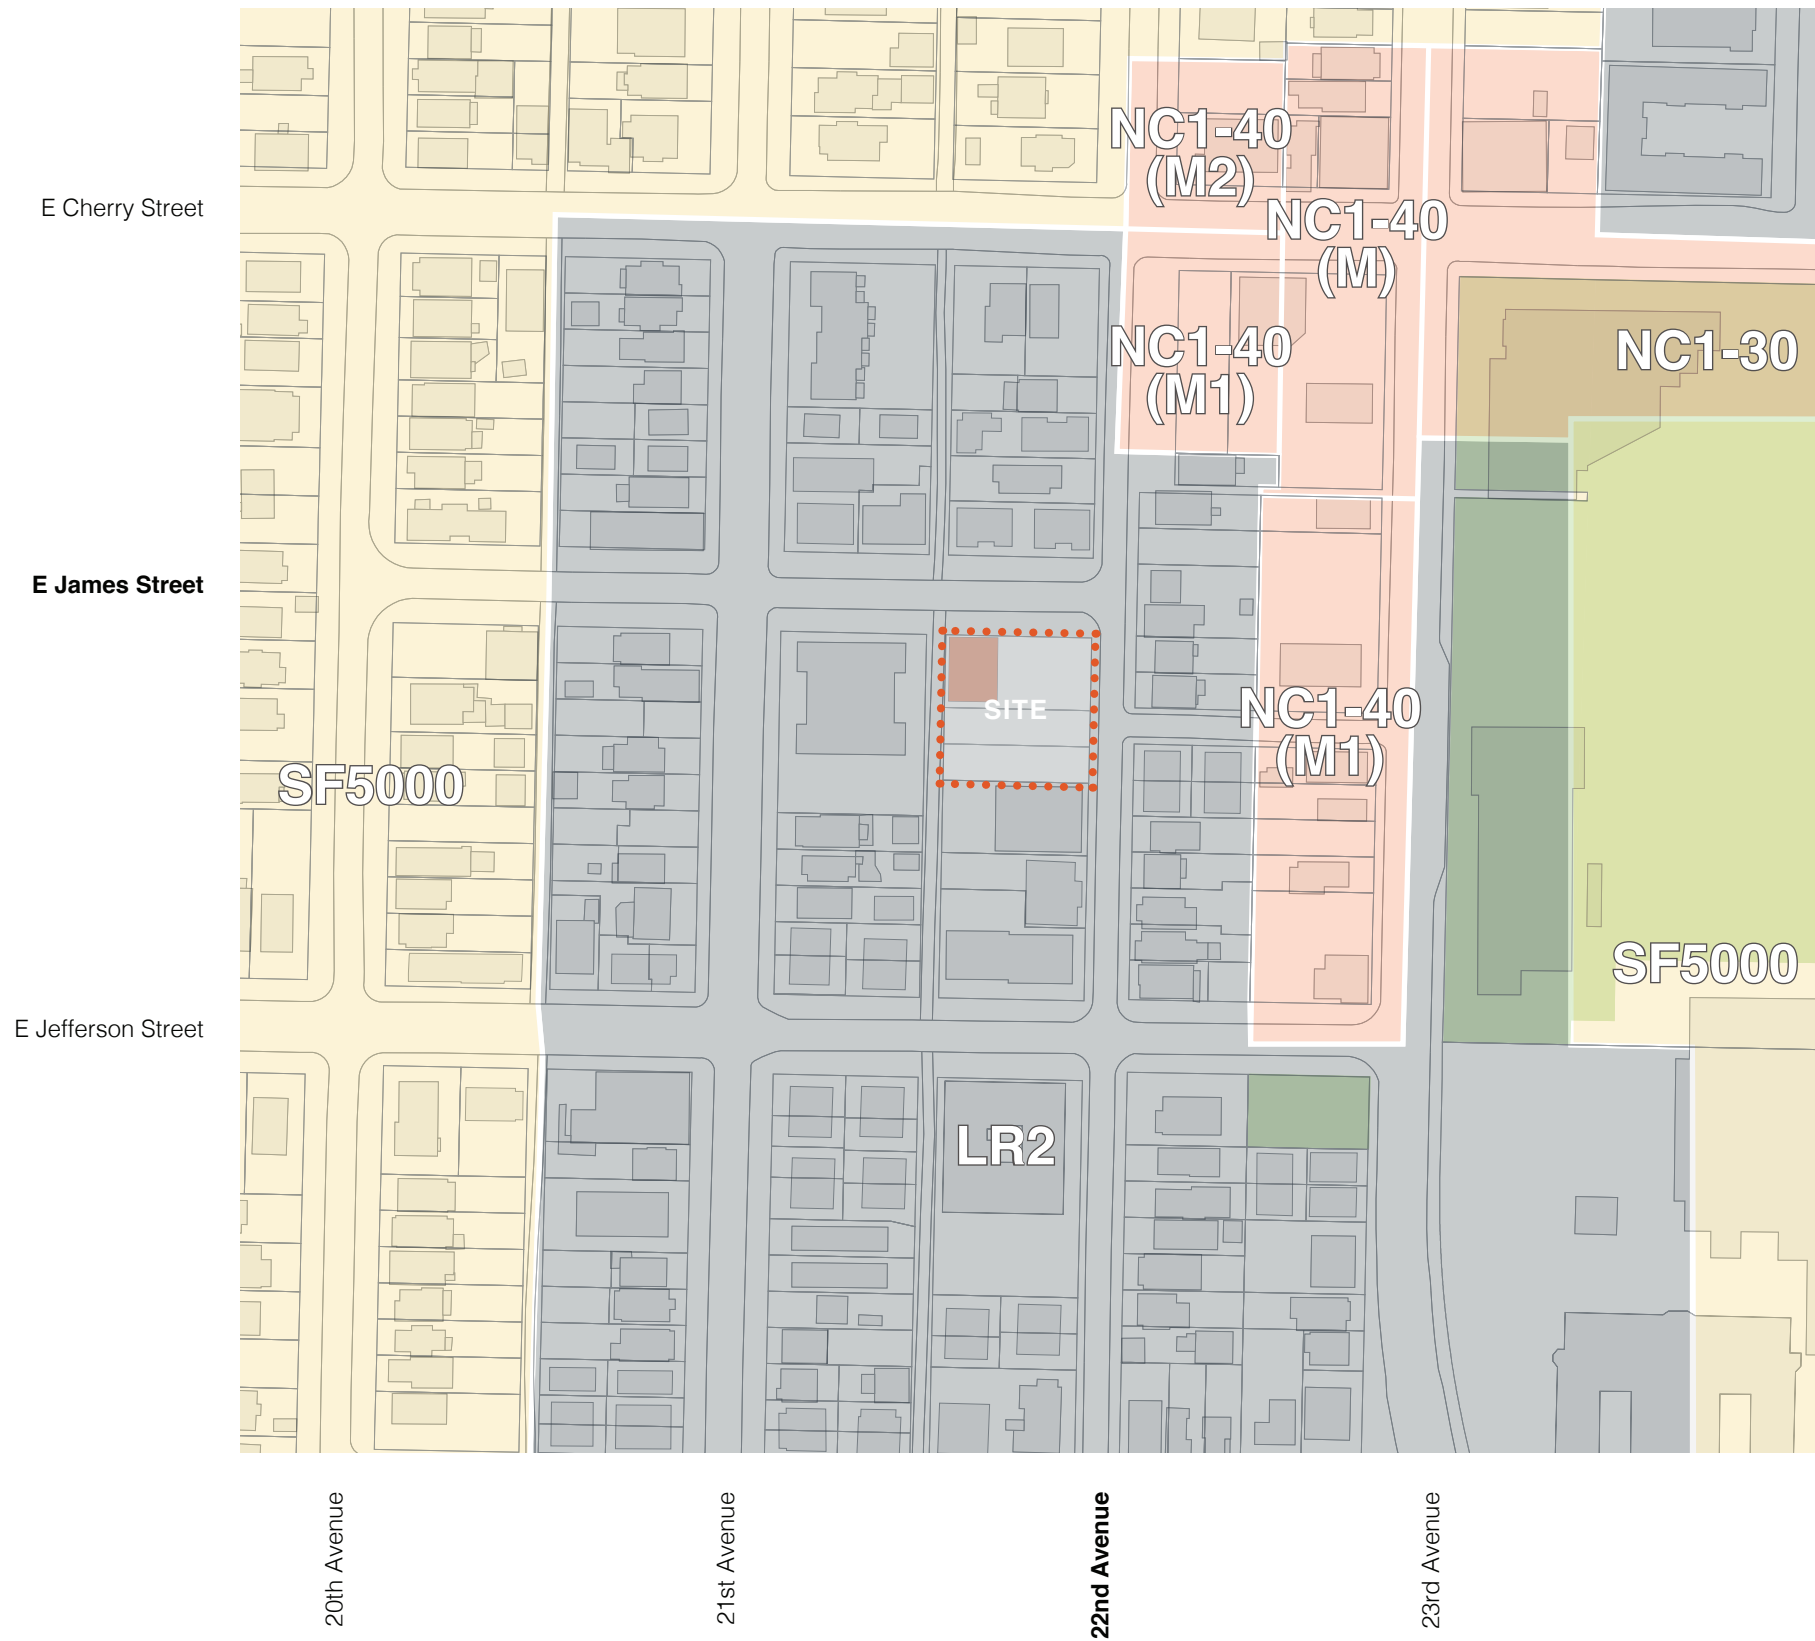 NC1-40
(M2)
E Cherry Street
NC1-40
(M)
NC1-40
(M1)
NC1-30
E James Street
SITE
NC1-40
(M1)
SF5000
SF5000
E Jefferson Street
LR2
20th Avenue
21st Avenue
22nd Avenue
23rd Avenue